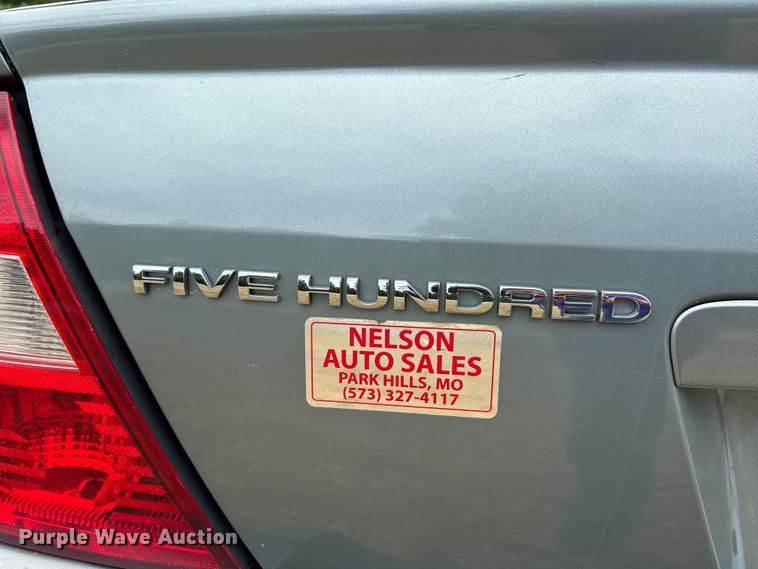 FIVE HUNDRED
NELSON
AUTO SALES
PARK HILLS, MO
(573) 327-4117
Purple Wave Auction